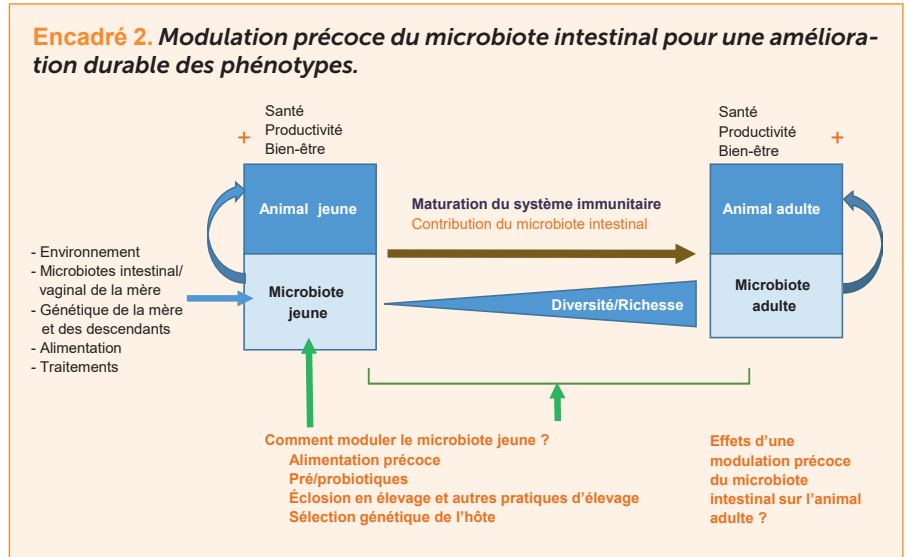 Encadré 2. Modulation précoce du microbiote intestinal pour une améliora-
tion durable des phénotypes.
Santé
Productivité
Bien-être
+
Animal jeune
Microbiote
jeune
- Environnement
- Microbiotes intestinal/
vaginal de la mère
- Génétique de la mère
et des descendants
- Alimentation
- Traitements
Maturation du système immunitaire
Contribution du microbiote intestinal
Diversité/Richesse
Santé
Productivité
Bien-être
+
Animal adulte
Microbiote
adulte
Comment moduler le microbiote jeune ?
Alimentation précoce
Pré/probiotiques
Éclosion en élevage et autres pratiques d'élevage
Sélection génétique de l'hôte
Effets d'une
modulation précoce
du microbiote
intestinal sur l'animal
adulte ?